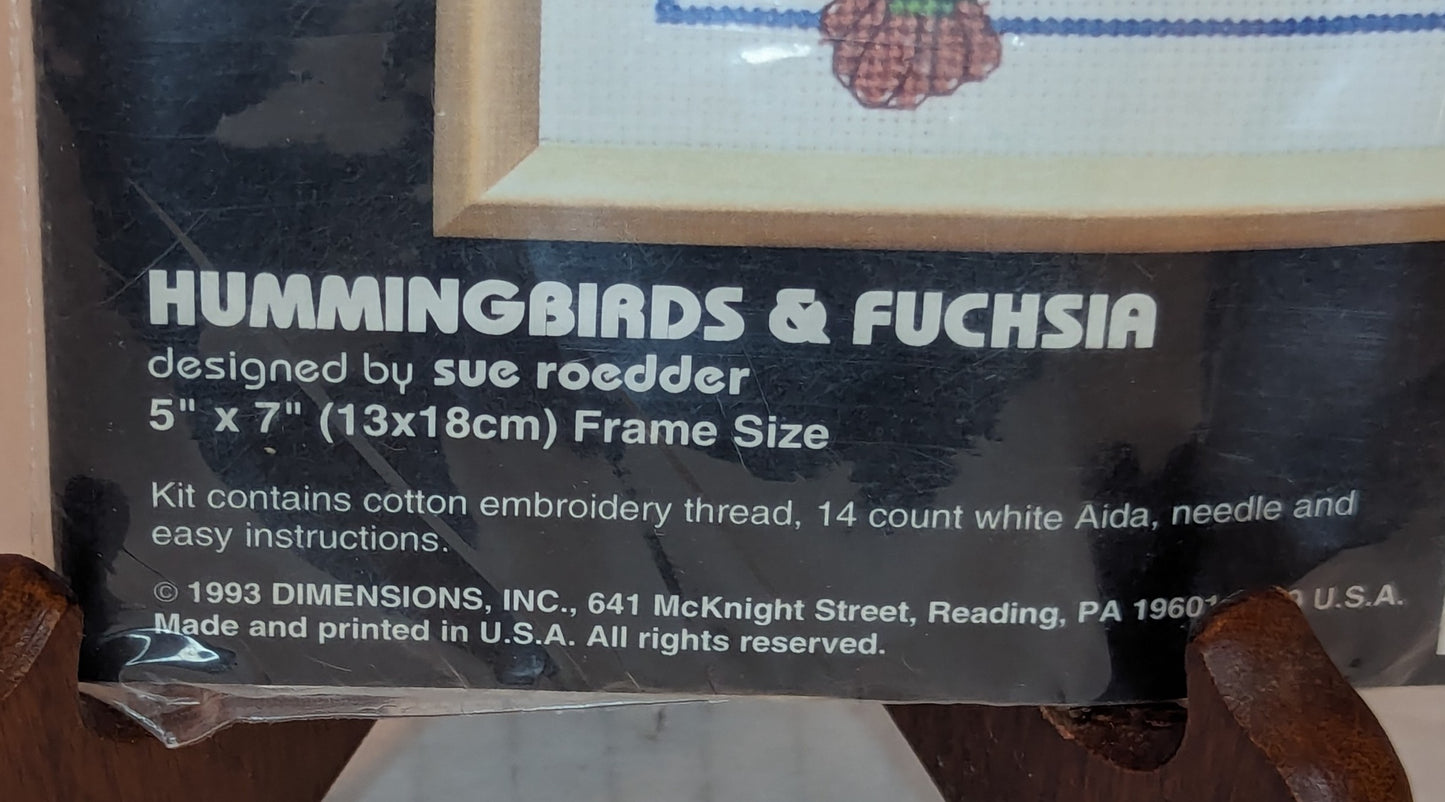 HUMMINGBIRDS & FUCHSIA
designed by sue roedder
5" x 7" (13x18cm) Frame Size
Kit contains cotton embroidery thread, 14 count white Aida, needle and
easy instructions.
© 1993 DIMENSIONS, INC., 641 McKnight Street, Reading, PA 19601 U.S.A.
Made and printed in U.S.A. All rights reserved.